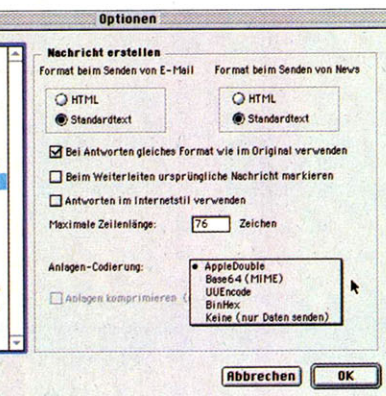 Optionen
Nachricht erstellen
Format beim Senden von E-Mail
Format beim Senden von News
HTML
Standardtext
HTML
Standardtext
Bei Antworten gleiches Format wie im Original verwenden
Beim Weiterleiten ursprüngliche Nachricht markieren
Antworten im Internetstil verwenden
Maximale Zeilenlänge: 76 Zeichen
Anlagen-Codierung:
AppleDouble
Base64 (MIME)
UUEncode
BinHex
Keine (nur Daten senden)
Anlagen komprimieren (
Abbrechen
OK